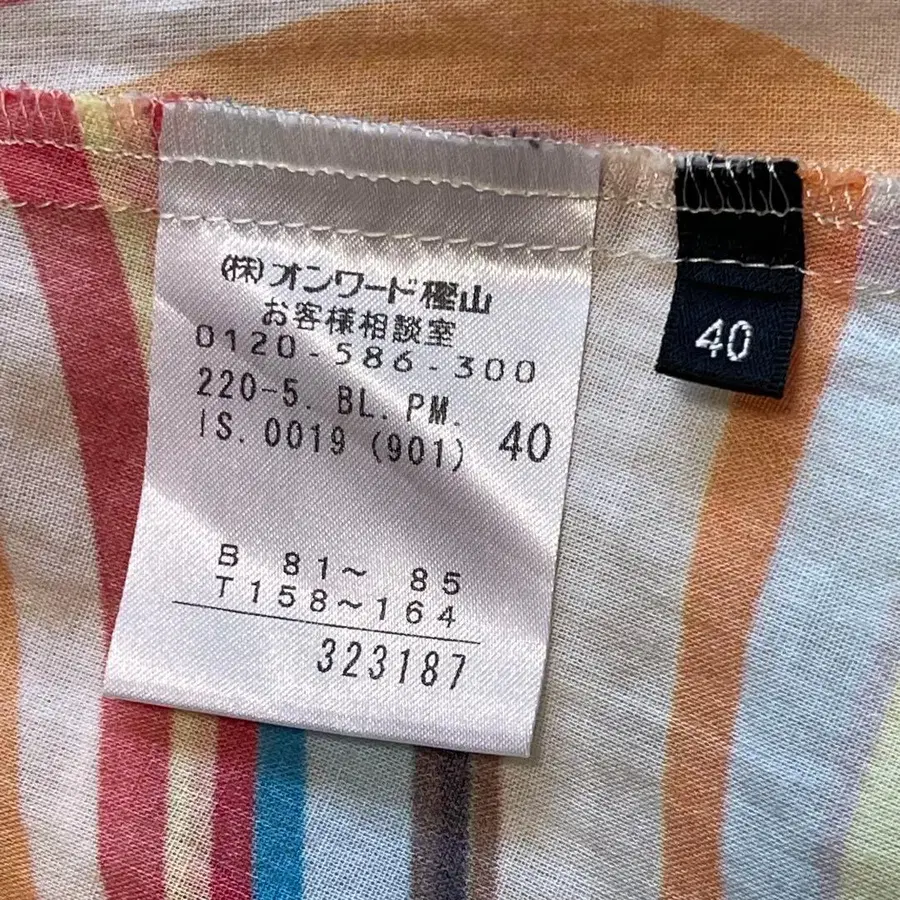 (株)オンワード樫山
お客様相談室
0120-586-300
220-5. BL. PM.
IS. 0019 (901) 40
B 81～ 85
T158～164
323187
40